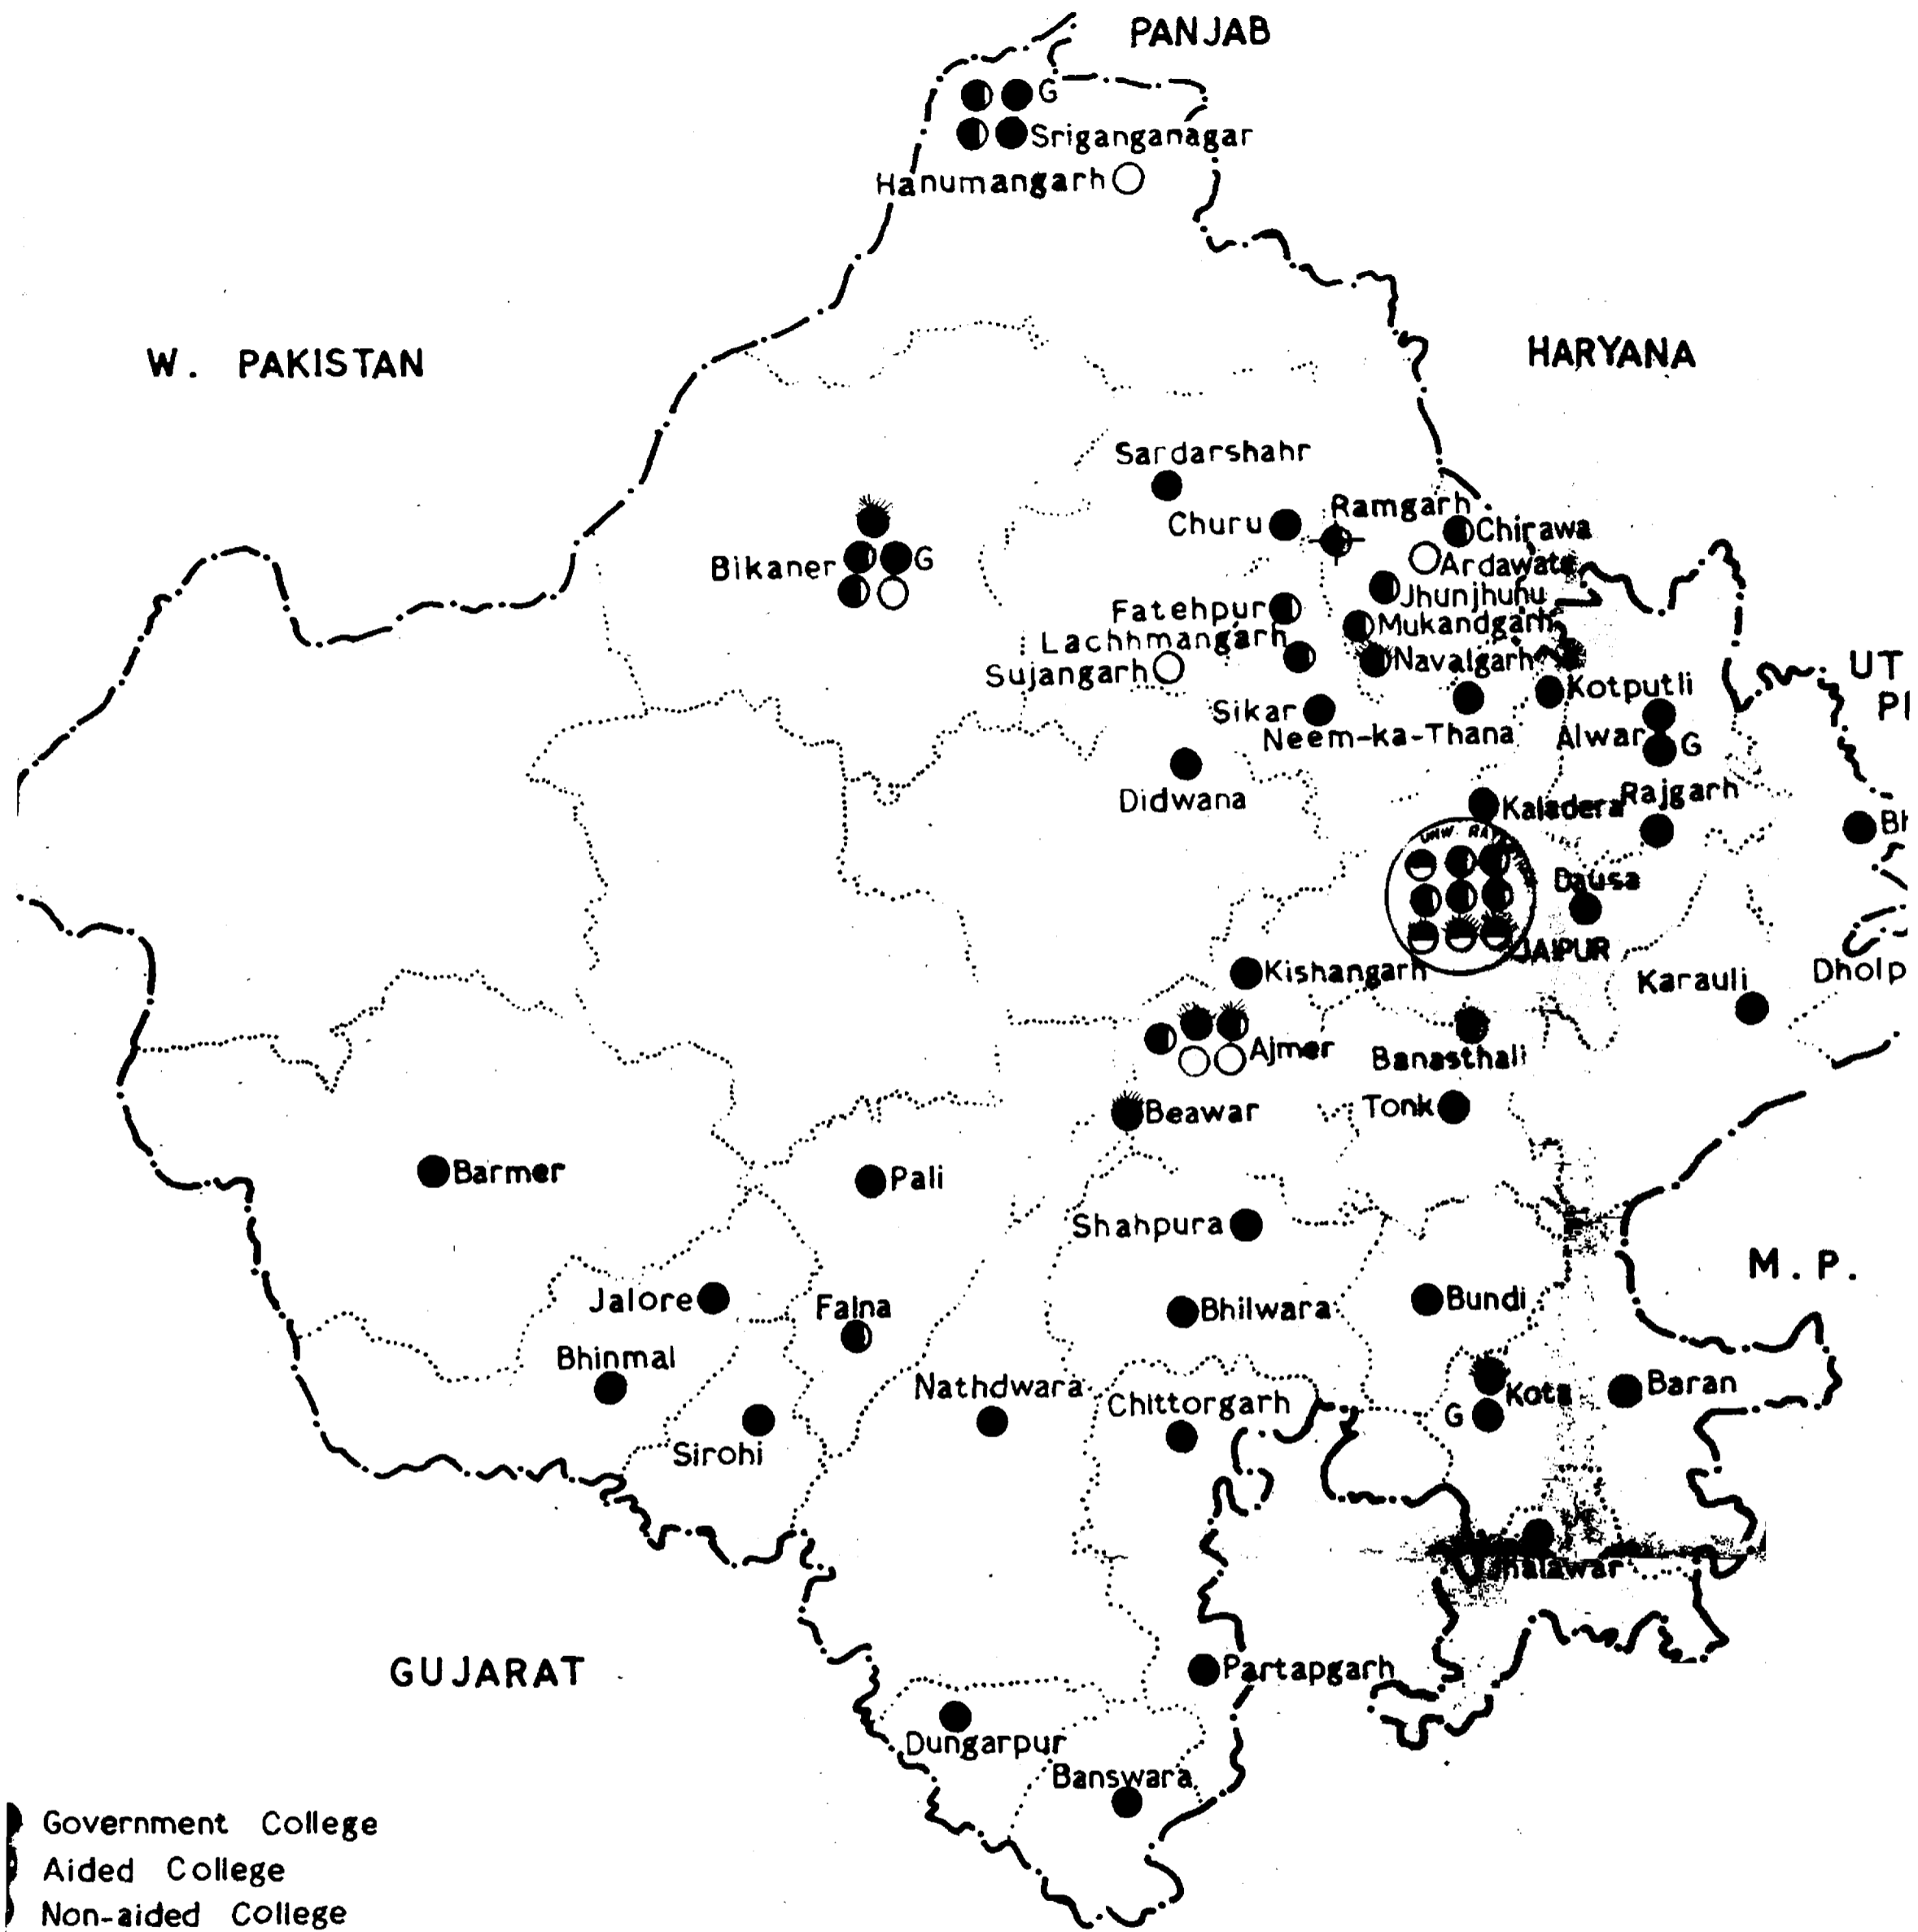 PANJAB
G
Sriganganagar
Hanumangarh
W. PAKISTAN
HARYANA
Sardarshahr
Churu
Ramgarh
Chirawa
Bikaner
G
Ardawata
Jhunjhunu
Fatehpur
Mukandgarh
Lachhmangarh
Navalgarh
Sujangarh
UT
Kotputli
Sikar
Neem-ka-Thana
Alwar
G
Didwana
Kaladera
Rajgarh
Dausa
JAIPUR
Kishangarh
Karauli
Dholp
Ajmer
Banasthali
Beawar
Tonk
Barmer
Pali
Shahpura
M. P.
Jalore
Falna
Bhilwara
Bundi
Bhinmal
Nathdwara
Chittorgarh
Kota
G
Baran
Sirohi
GUJARAT
Partapgarh
Dungarpur
Banswara
Government College
Aided College
Non-aided College